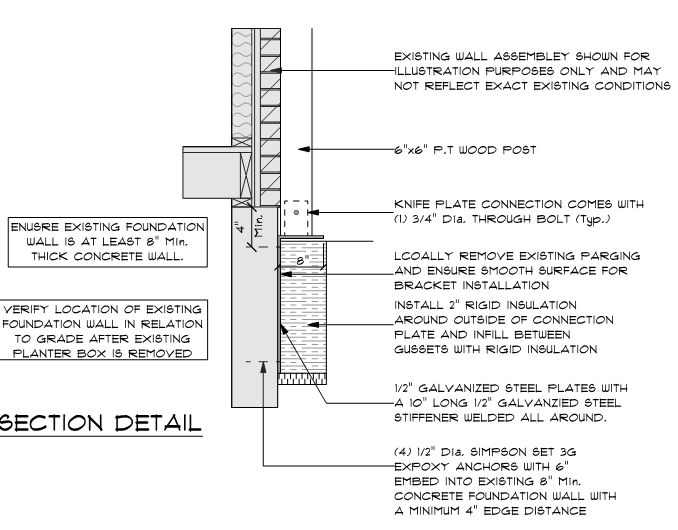 EXISTING WALL ASSEMBLEY SHOWN FOR
ILLUSTRATION PURPOSES ONLY AND MAY
NOT REFLECT EXACT EXISTING CONDITIONS
6"x6" P.T WOOD POST
KNIFE PLATE CONNECTION COMES WITH
(1) 3/4" Dia. THROUGH BOLT (Typ.)
4"
Min.
ENUSRE EXISTING FOUNDATION
WALL IS AT LEAST 8" Min.
THICK CONCRETE WALL.
8"
LCOALLY REMOVE EXISTING PARGING
AND ENSURE SMOOTH SURFACE FOR
BRACKET INSTALLATION
INSTALL 2" RIGID INSULATION
AROUND OUTSIDE OF CONNECTION
PLATE AND INFILL BETWEEN
GUSSETS WITH RIGID INSULATION
VERIFY LOCATION OF EXISTING
FOUNDATION WALL IN RELATION
TO GRADE AFTER EXISTING
PLANTER BOX IS REMOVED
1/2" GALVANIZED STEEL PLATES WITH
A 10" LONG 1/2" GALVANZIED STEEL
STIFFENER WELDED ALL AROUND.
SECTION DETAIL
(4) 1/2" Dia. SIMPSON SET 3G
EXPOXY ANCHORS WITH 6"
EMBED INTO EXISTING 8" Min.
CONCRETE FOUNDATION WALL WITH
A MINIMUM 4" EDGE DISTANCE